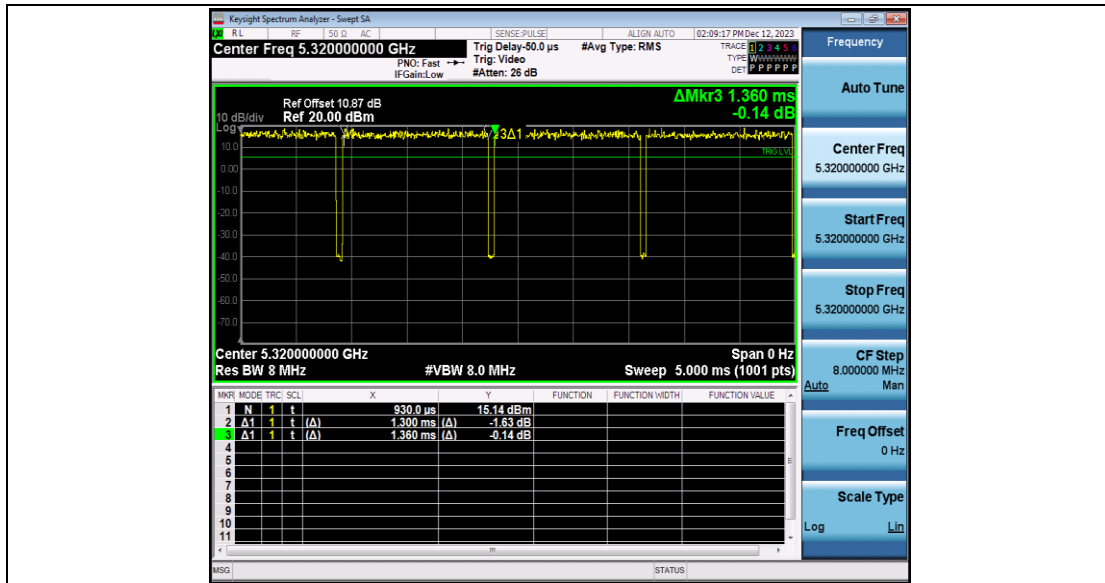 Keysight Spectrum Analyzer - Swept SA
RL RF 50 Ω AC SENSE:PULSE ALIGN AUTO 02:09:17 PM Dec 12, 2023
Center Freq 5.320000000 GHz
PNO: Fast
IFGain:Low
Trig Delay-50.0 µs
Trig: Video
#Atten: 26 dB
#Avg Type: RMS
TRACE 1 2 3 4 5 6
TYPE W
DET P P P P P P
ΔMkr3 1.360 ms
-0.14 dB
Ref Offset 10.87 dB
10 dB/div Ref 20.00 dBm
Log
3Δ1
TRIG LVL
10.0
0.00
-10.0
-20.0
-30.0
-40.0
-50.0
-60.0
-70.0
Center 5.320000000 GHz Span 0 Hz
Res BW 8 MHz #VBW 8.0 MHz Sweep 5.000 ms (1001 pts)
MKR MODE TRC SCL X Y FUNCTION FUNCTION WIDTH FUNCTION VALUE
1 N 1 t 930.0 µs 15.14 dBm
2 Δ1 1 t (Δ) 1.300 ms (Δ) -1.63 dB
3 Δ1 1 t (Δ) 1.360 ms (Δ) -0.14 dB
4
5
6
7
8
9
10
11
MSG STATUS
Frequency
Auto Tune
Center Freq
5.320000000 GHz
Start Freq
5.320000000 GHz
Stop Freq
5.320000000 GHz
CF Step
8.000000 MHz
Auto Man
Freq Offset
0 Hz
Scale Type
Log Lin